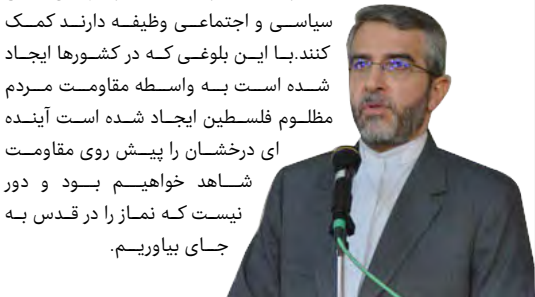 سیاسی و اجتماعی وظیفه دارند کمک
کنند.با این بلوغی که در کشورها ایجاد
شده است به واسطه مقاومت مردم
مظلوم فلسطین ایجاد شده است آینده
ای درخشان را پیش روی مقاومت
شاهد خواهیم بود و دور
نیست که نماز را در قدس به
جای بیاوریم.